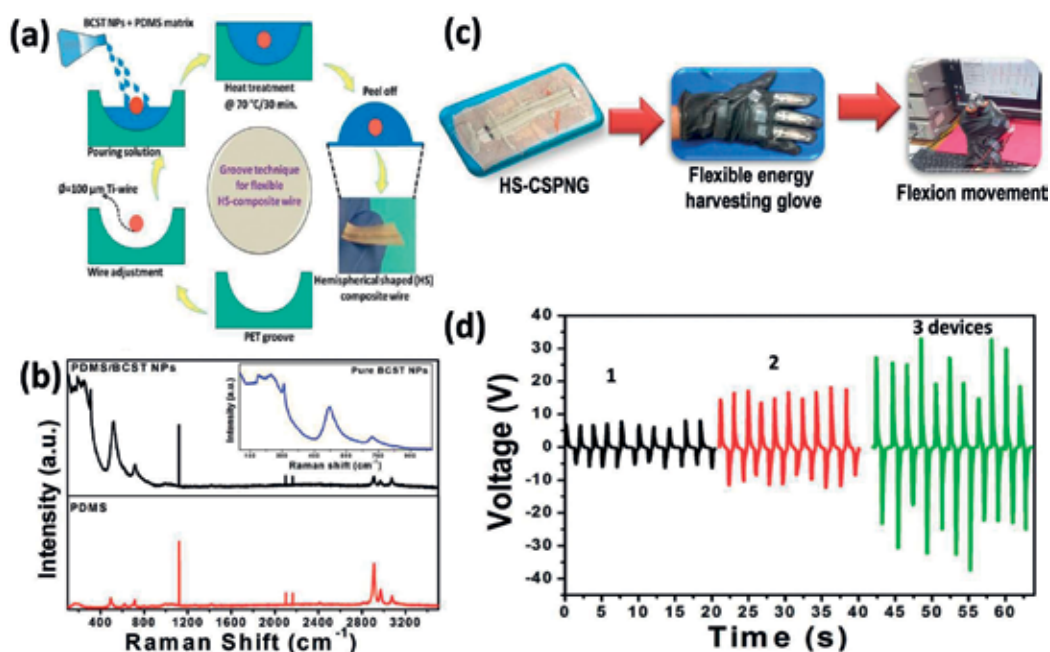 (a)
BCST NPs + PDMS matrix
Pouring solution
Heat treatment
@ 70 °C/30 min.
Peel off
Groove technique
for flexible
HS-composite wire
Ø=100 µm Ti-wire
Wire adjustment
PET groove
Hemispherical shaped (HS)
composite wire
(c)
HS-CSPNG
Flexible energy
harvesting glove
Flexion movement
(b)
PDMS/BCST NPs
Pure BCST NPs
Intensity (a.u.)
Raman shift (cm-1)
PDMS
Intensity (a.u.)
400 800 1200 1600 2000 2400 2800 3200
Raman Shift (cm-1)
(d)
1
2
3 devices
Voltage (V)
40
30
20
10
0
-10
-20
-30
-40
0 5 10 15 20 25 30 35 40 45 50 55 60
Time (s)